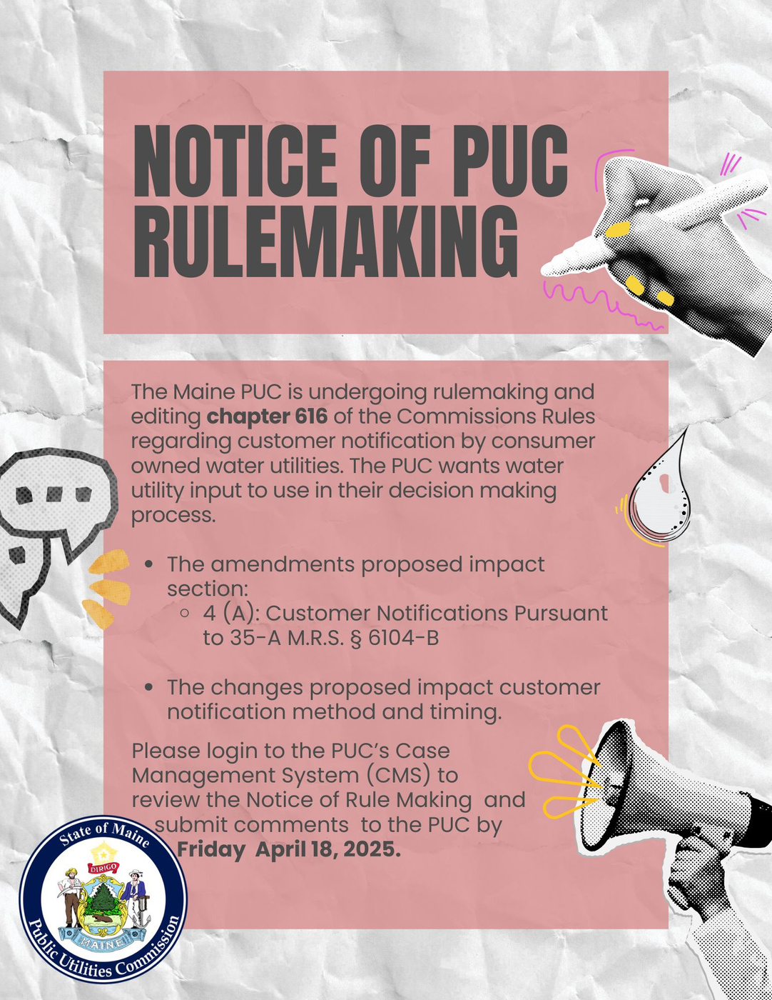 NOTICE OF PUC
RULEMAKING
The Maine PUC is undergoing rulemaking and
editing chapter 616 of the Commissions Rules
regarding customer notification by consumer
owned water utilities. The PUC wants water
utility input to use in their decision making
process.
• The amendments proposed impact
section:
○ 4 (A): Customer Notifications Pursuant
to 35-A M.R.S. § 6104-B
• The changes proposed impact customer
notification method and timing.
Please login to the PUC’s Case
Management System (CMS) to
review the Notice of Rule Making and
submit comments to the PUC by
Friday April 18, 2025.
State of Maine
DIRIGO
MAINE
Public Utilities Commission